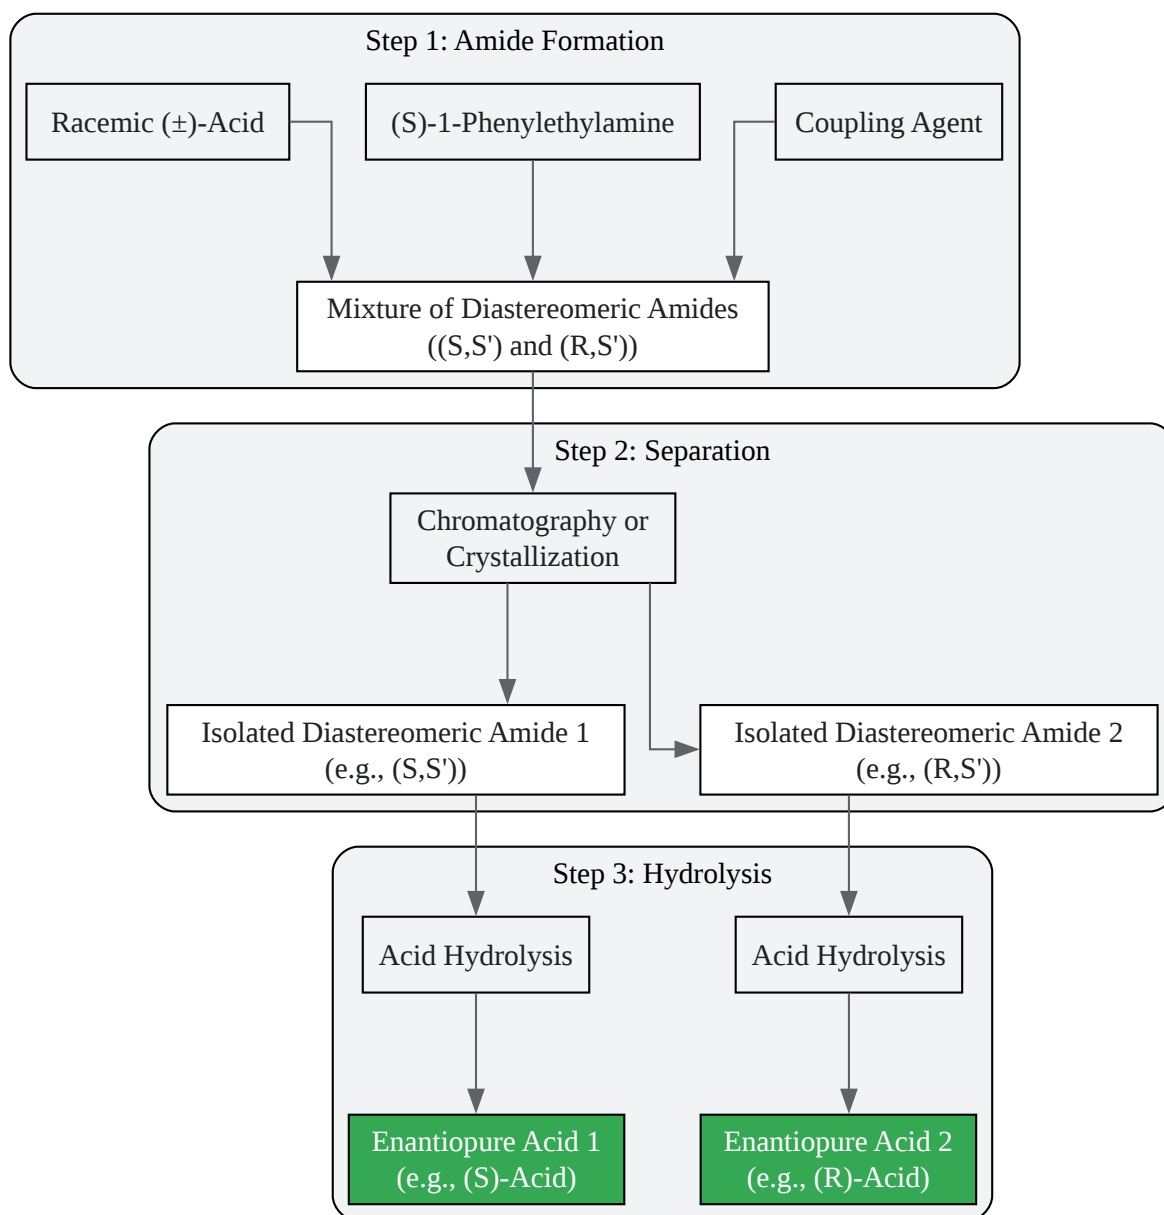 Step 1: Amide Formation
Racemic (±)-Acid
(S)-1-Phenylethylamine
Coupling Agent
Mixture of Diastereomeric Amides
((S,S') and (R,S'))
Step 2: Separation
Chromatography or
Crystallization
Isolated Diastereomeric Amide 1
(e.g., (S,S'))
Isolated Diastereomeric Amide 2
(e.g., (R,S'))
Step 3: Hydrolysis
Acid Hydrolysis
Acid Hydrolysis
Enantiopure Acid 1
(e.g., (S)-Acid)
Enantiopure Acid 2
(e.g., (R)-Acid)